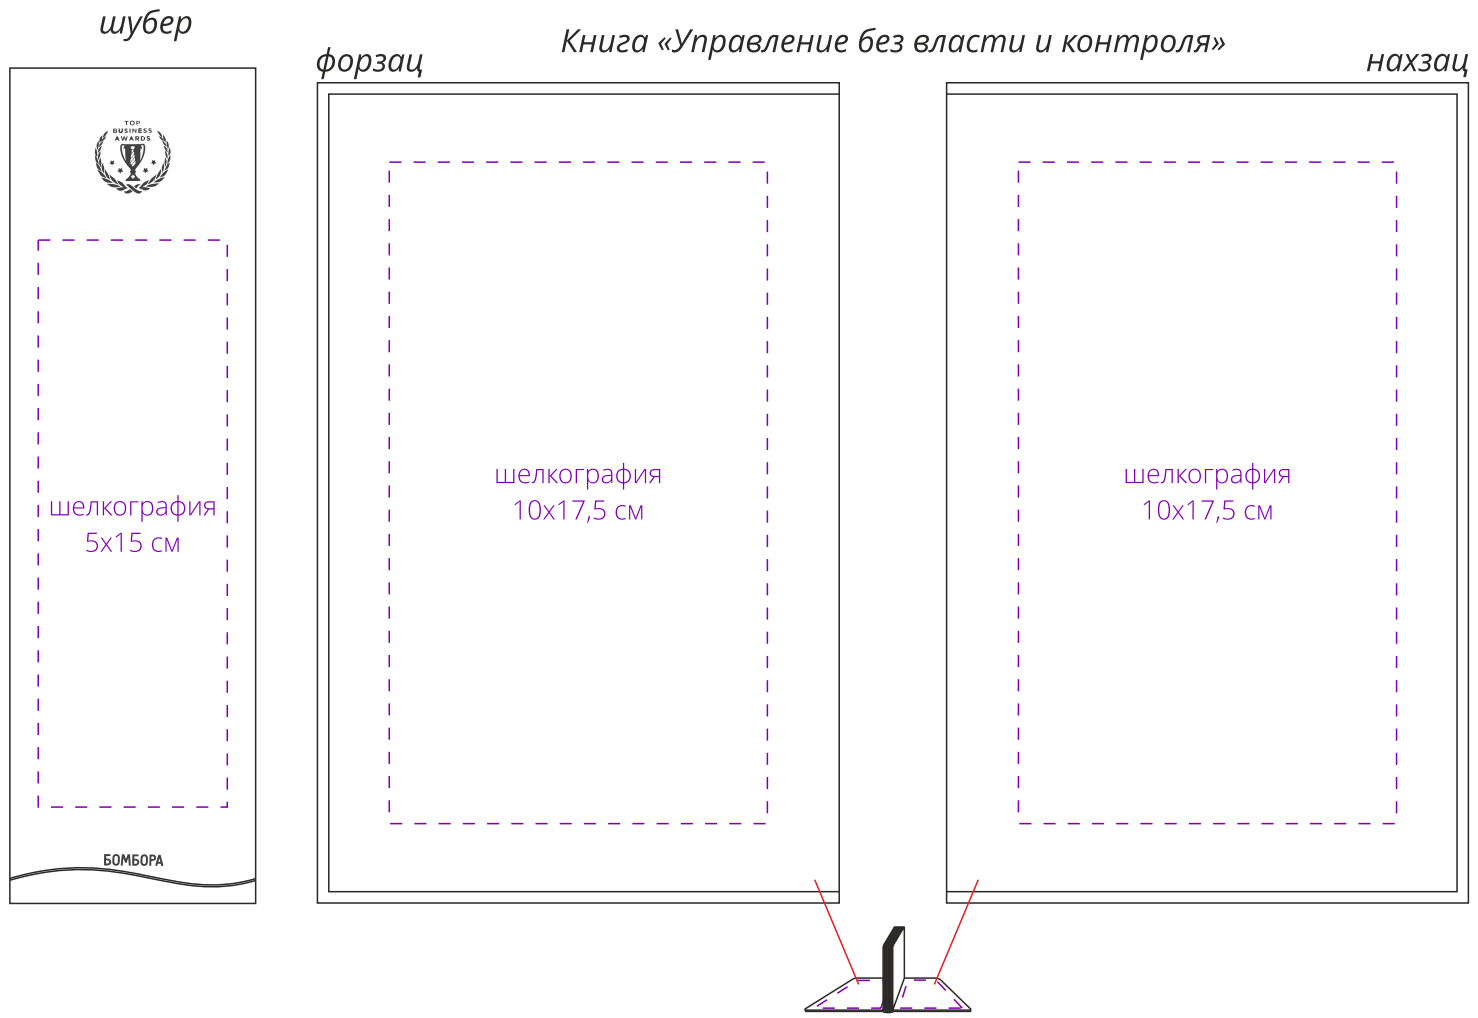 шубер
Книга «Управление без власти и контроля»
форзац
нахзац
TOP
BUSINESS
AWARDS
шелкография
5х15 см
шелкография
10х17,5 см
шелкография
10х17,5 см
БОМБОРА